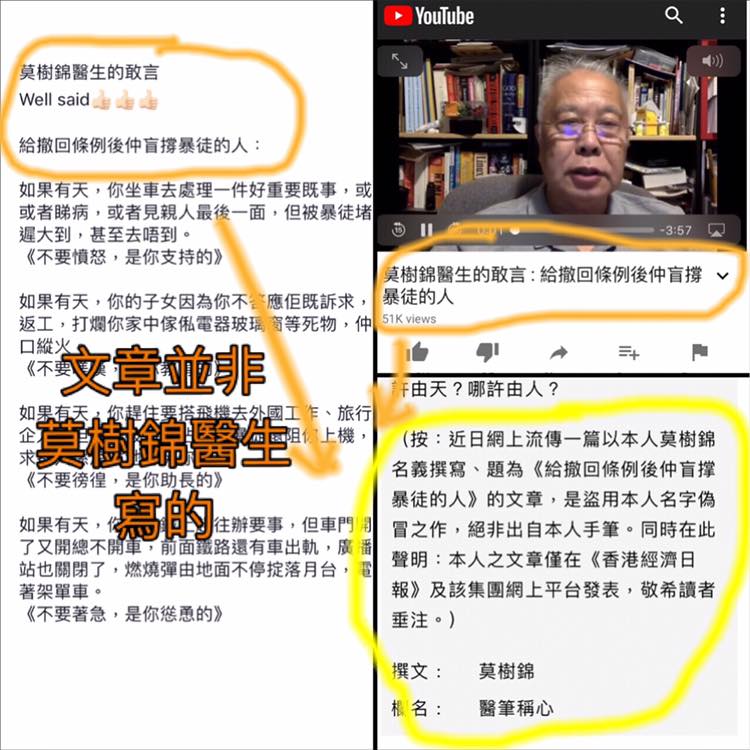 莫樹錦醫生的敢言
Well said👍🏻👍🏻👍🏻
給撤回條例後仲盲撐暴徒的人：
如果有天，你坐車去處理一件好重要既事，或
或者睇病，或者見親人最後一面，但被暴徒堵
遲大到，甚至去唔到。
《不要憤怒，是你支持的》
如果有天，你的子女因為你不答應佢既訴求，
返工，打爛你家中傢俬電器玻璃窗等死物，仲
口縱火。
《不要
如果有天，你趕住要搭飛機去外國工作、旅行
阻你上機，
求
《不要徬徨，是你助長的》
如果有天，你
往辦要事，但車門開
了又開總不開車，前面鐵路還有車出軌，廣播
站也關閉了，燃燒彈由地面不停掟落月台，電
著架單車。
《不要著急，是你慫恿的》
文章並非
莫樹錦醫生
寫的
YouTube
15
-3:57
莫樹錦醫生的敢言 : 給撤回條例後仲盲撐
暴徒的人
51K views
許由天？哪許由人？
（按：近日網上流傳一篇以本人莫樹錦
名義撰寫、題為《給撤回條例後仲盲撐
暴徒的人》的文章，是盜用本人名字偽
冒之作，絕非出自本人手筆。同時在此
聲明：本人之文章僅在《香港經濟日
報》及該集團網上平台發表，敬希讀者
垂注。）
撰文： 莫樹錦
欄名： 醫筆稱心